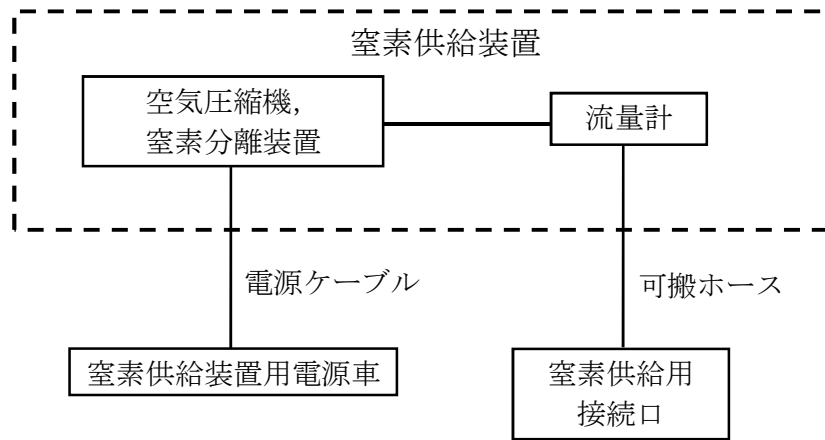 窒素供給装置
空気圧縮機，
窒素分離装置
流量計
電源ケーブル
可搬ホース
窒素供給装置用電源車
窒素供給用
接続口